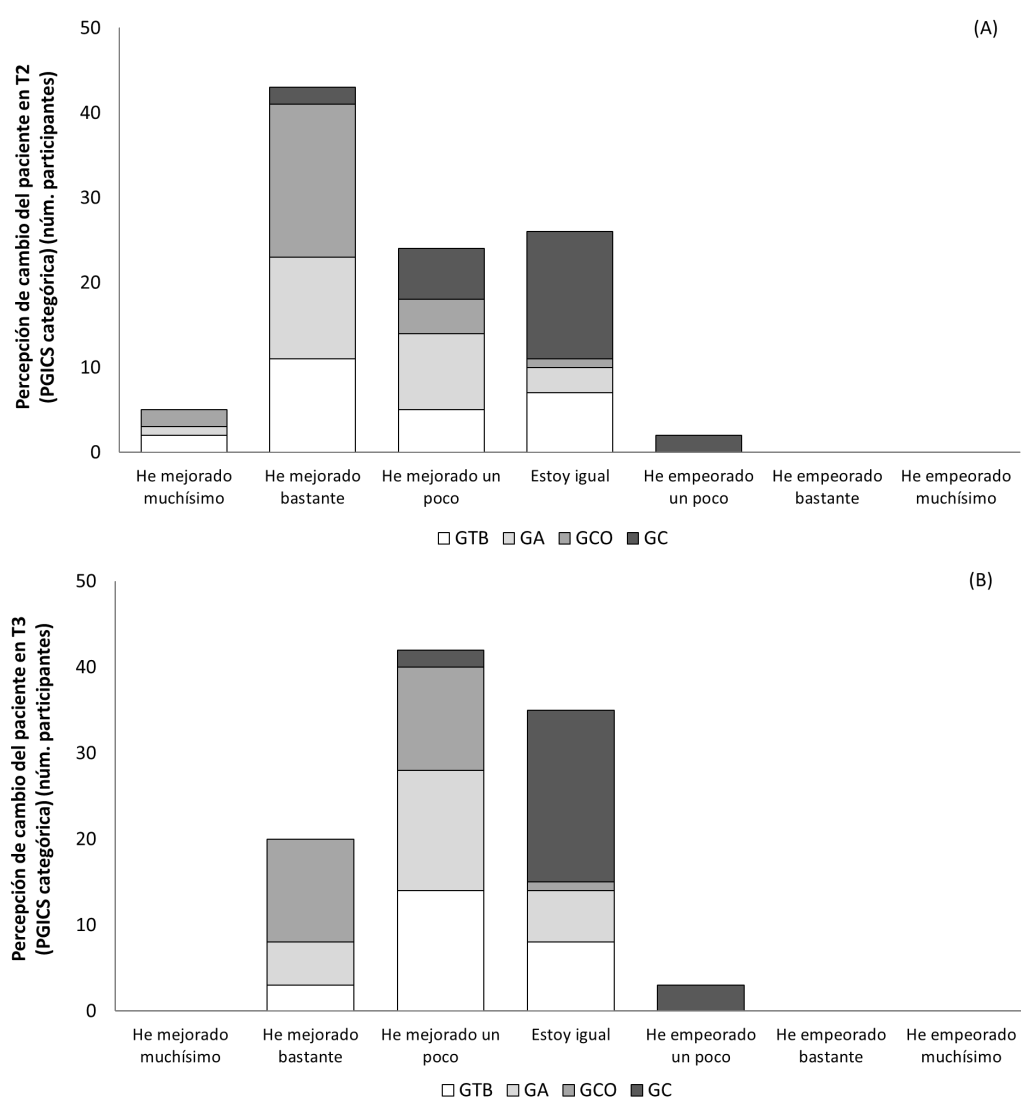 (A)
Percepción de cambio del paciente en T2
(PGICS categórica) (núm. participantes)
50
40
30
20
10
0
He mejorado
muchísimo
He mejorado
bastante
He mejorado un
poco
Estoy igual
He empeorado
un poco
He empeorado
bastante
He empeorado
muchísimo
GTB GA GCO GC
(B)
Percepción de cambio del paciente en T3
(PGICS categórica) (núm. participantes)
50
40
30
20
10
0
He mejorado
muchísimo
He mejorado
bastante
He mejorado un
poco
Estoy igual
He empeorado
un poco
He empeorado
bastante
He empeorado
muchísimo
GTB GA GCO GC